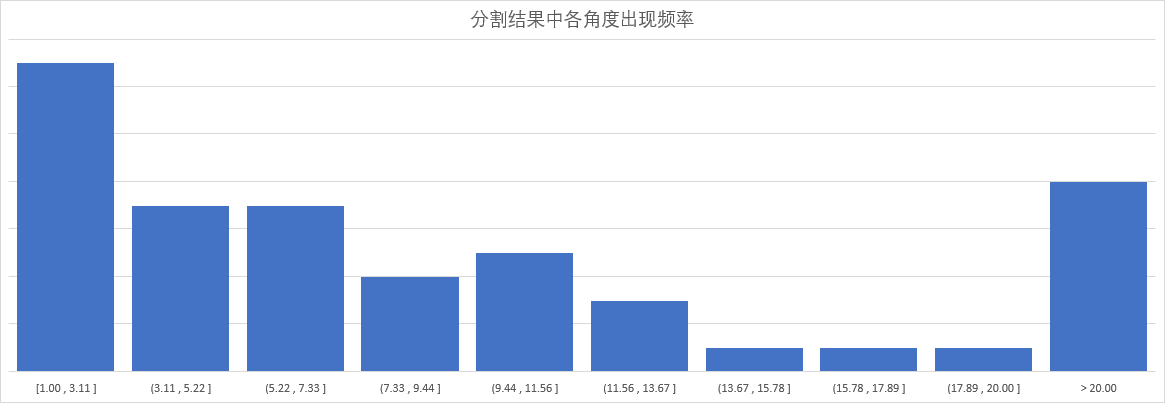 分割结果中各角度出现频率
[1.00 , 3.11 ] (3.11 , 5.22 ] (5.22 , 7.33 ] (7.33 , 9.44 ] (9.44 , 11.56 ] (11.56 , 13.67 ] (13.67 , 15.78 ] (15.78 , 17.89 ] (17.89 , 20.00 ] > 20.00